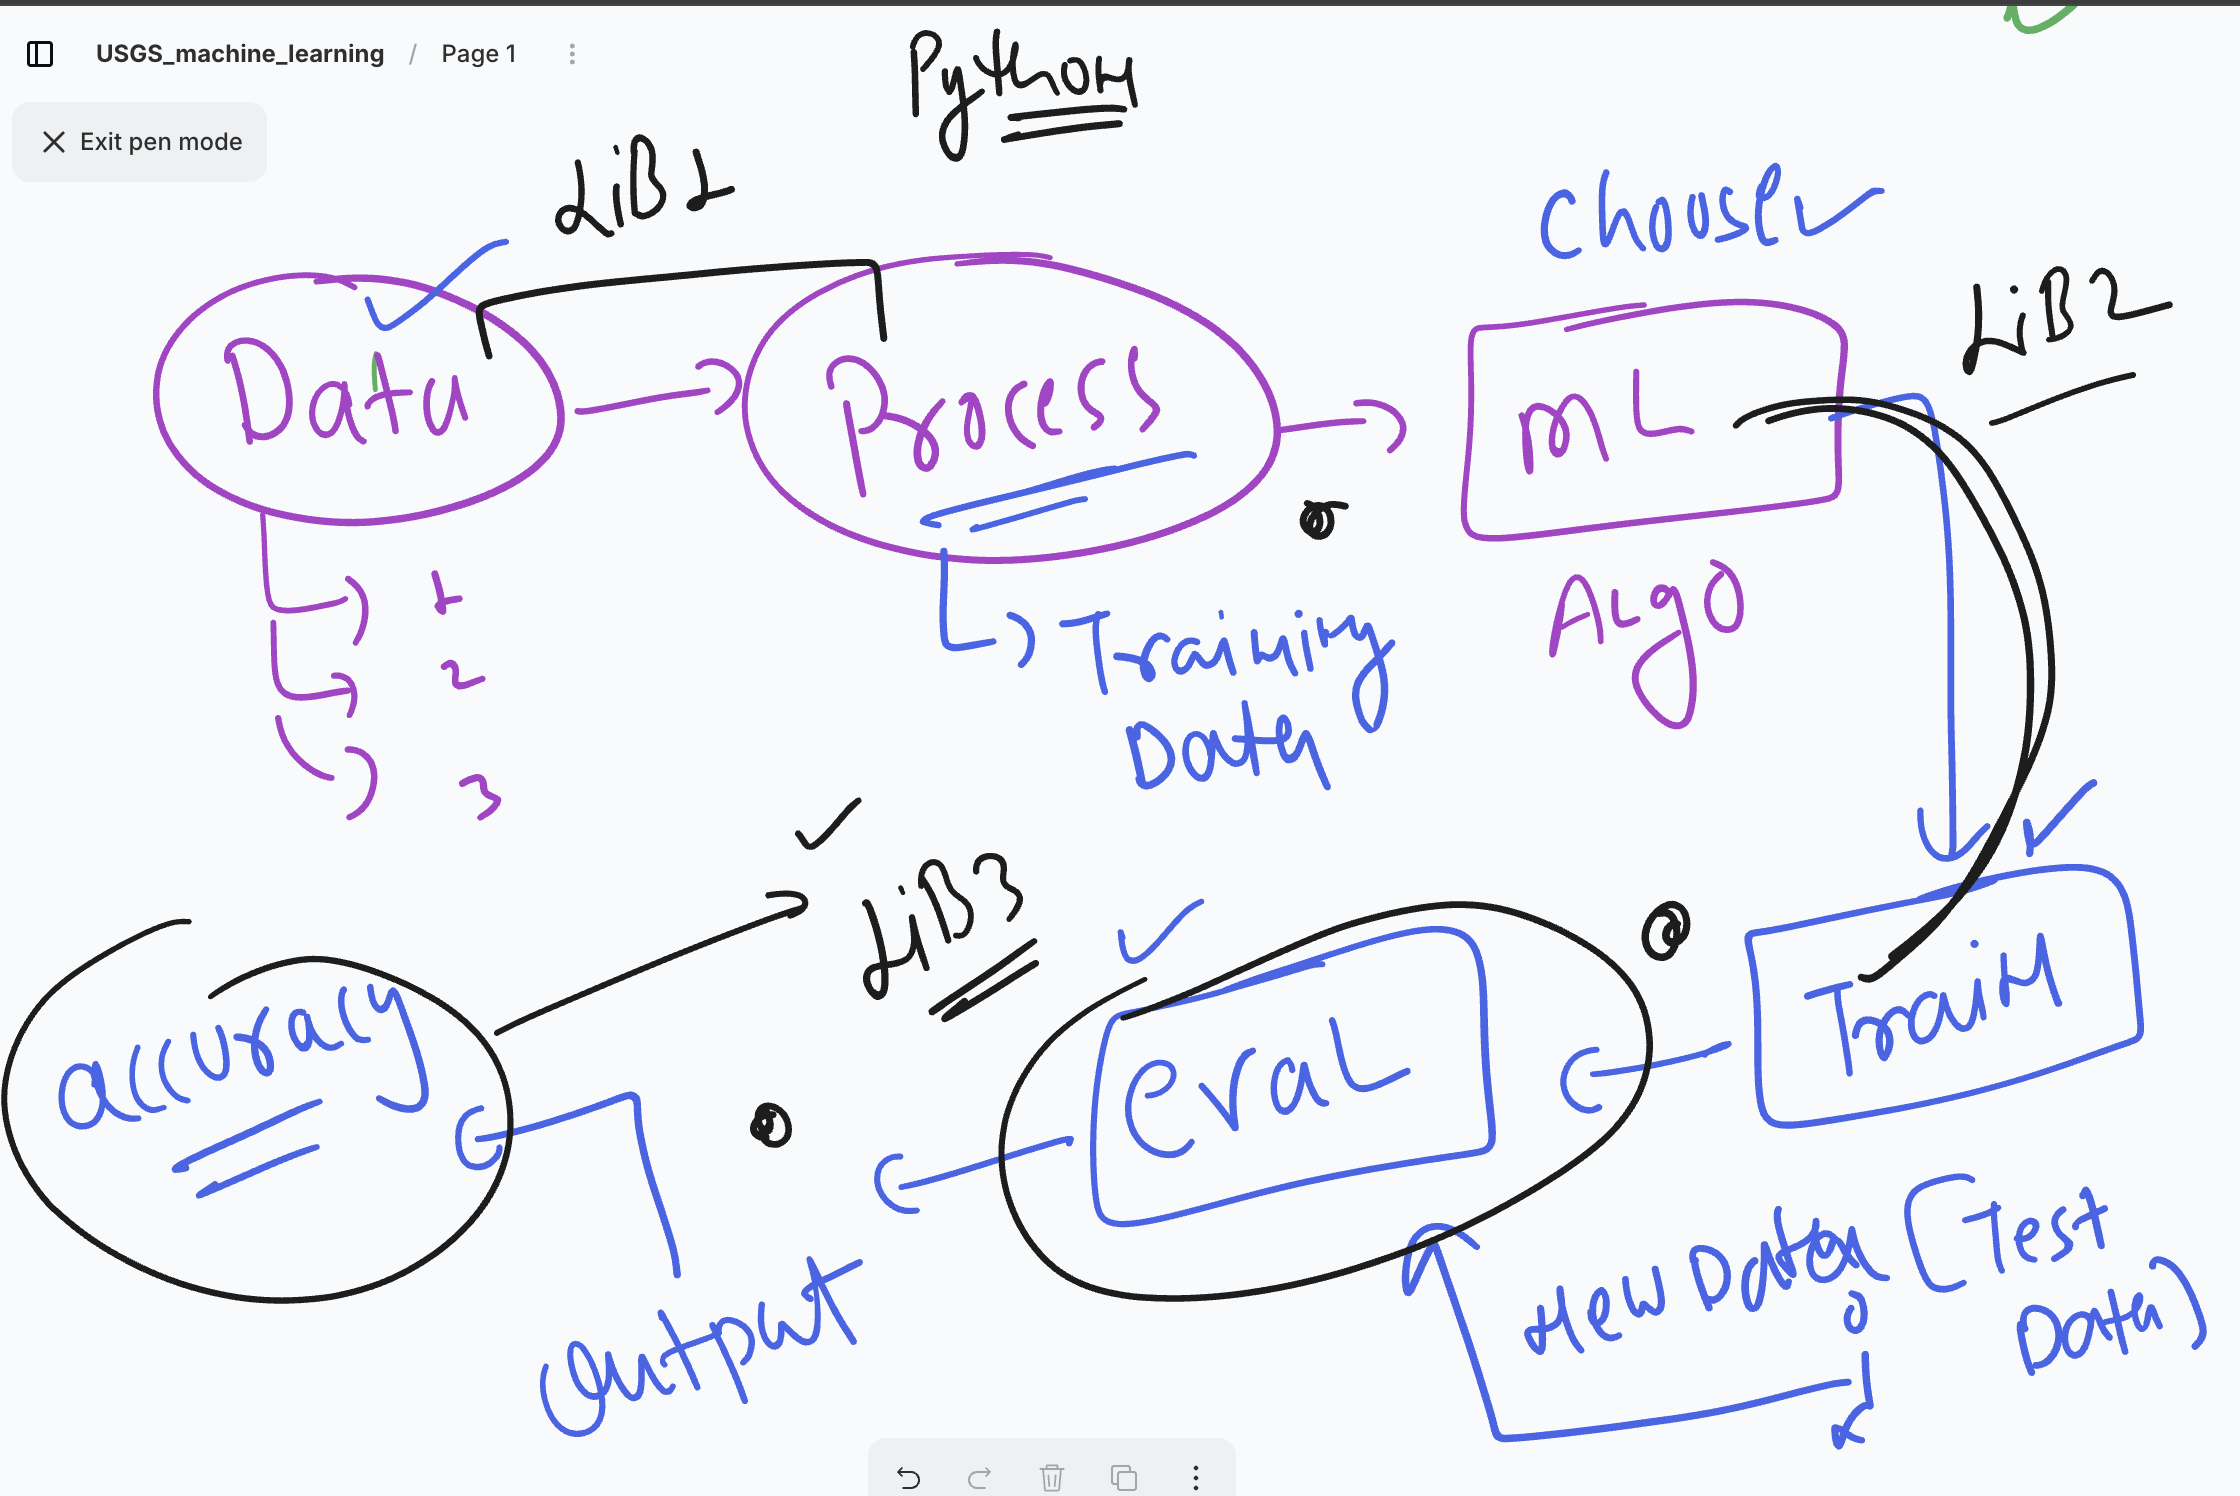 USGS_machine_learning / Page 1
Exit pen mode
Python
LiB1
Choose
LiB2
Data
Process
ML
Algo
1
2
3
Training
Data
LiB3
accuracy
eval
Train
Output
New Data (Test
Data)